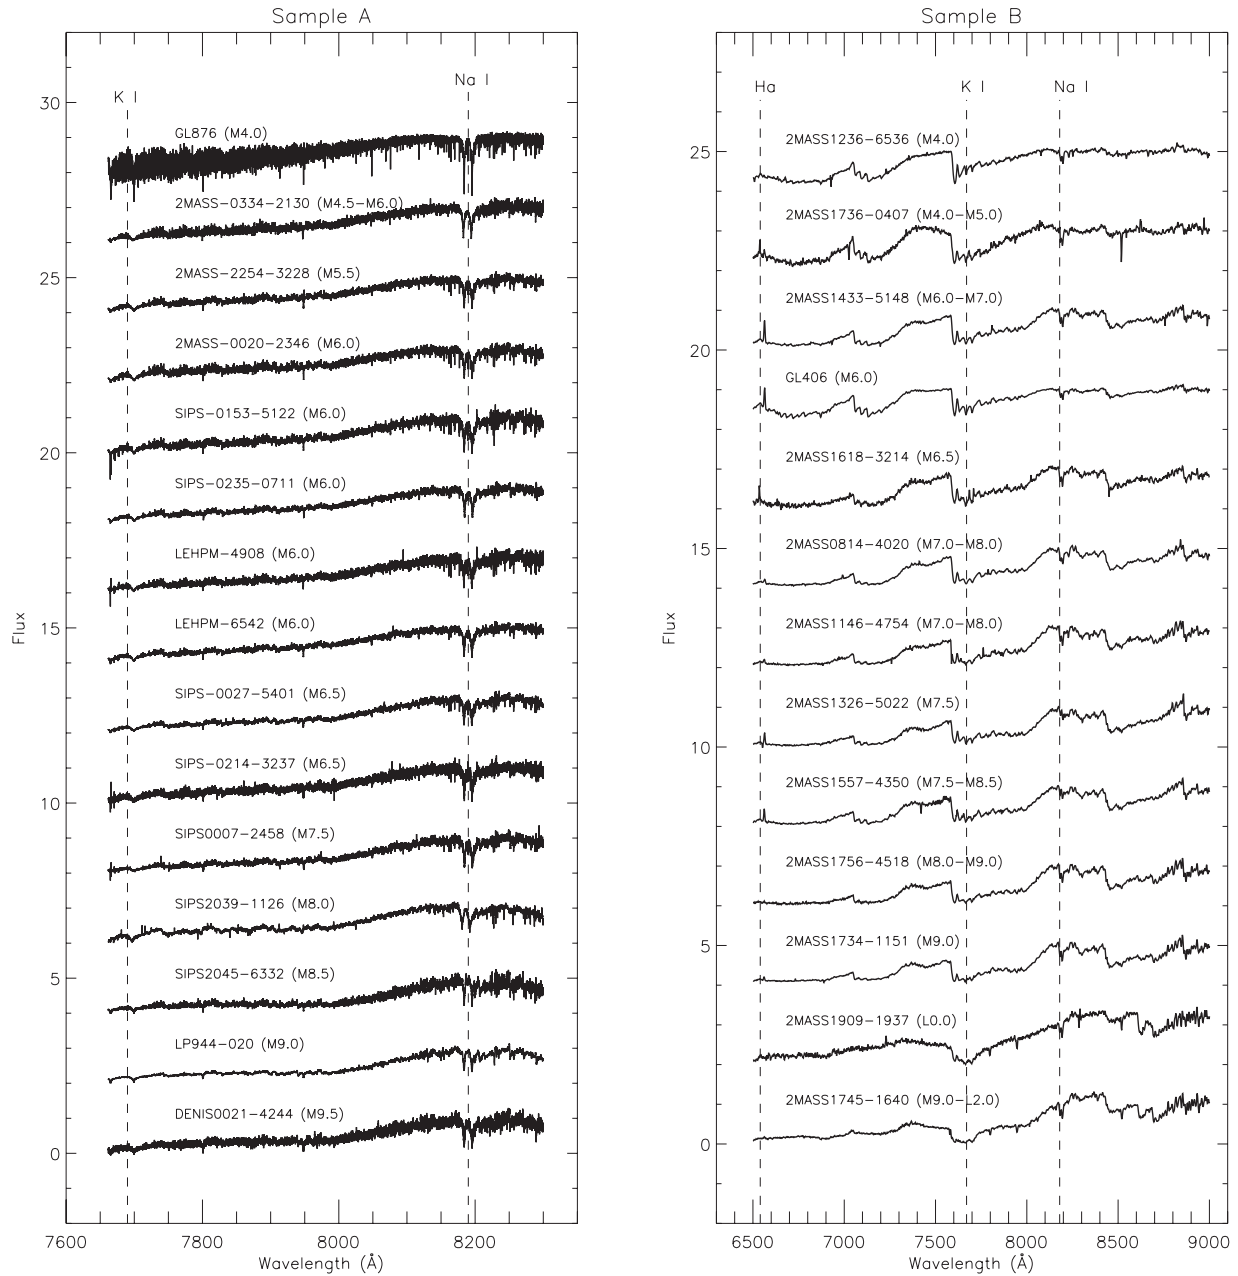 Sample A
K I
Na I
30
GL876 (M4.0)
2MASS-0334-2130 (M4.5-M6.0)
25
2MASS-2254-3228 (M5.5)
2MASS-0020-2346 (M6.0)
SIPS-0153-5122 (M6.0)
20
SIPS-0235-0711 (M6.0)
LEHPM-4908 (M6.0)
LEHPM-6542 (M6.0)
15
SIPS-0027-5401 (M6.5)
SIPS-0214-3237 (M6.5)
10
SIPS0007-2458 (M7.5)
SIPS2039-1126 (M8.0)
SIPS2045-6332 (M8.5)
5
LP944-020 (M9.0)
DENIS0021-4244 (M9.5)
0
Flux
7600 7800 8000 8200
Wavelength (Å)
Sample B
Ha
K I
Na I
2MASS1236-6536 (M4.0)
25
2MASS1736-0407 (M4.0-M5.0)
2MASS1433-5148 (M6.0-M7.0)
20
GL406 (M6.0)
2MASS1618-3214 (M6.5)
2MASS0814-4020 (M7.0-M8.0)
15
2MASS1146-4754 (M7.0-M8.0)
2MASS1326-5022 (M7.5)
10
2MASS1557-4350 (M7.5-M8.5)
2MASS1756-4518 (M8.0-M9.0)
2MASS1734-1151 (M9.0)
5
2MASS1909-1937 (L0.0)
2MASS1745-1640 (M9.0-L2.0)
0
Flux
6500 7000 7500 8000 8500 9000
Wavelength (Å)